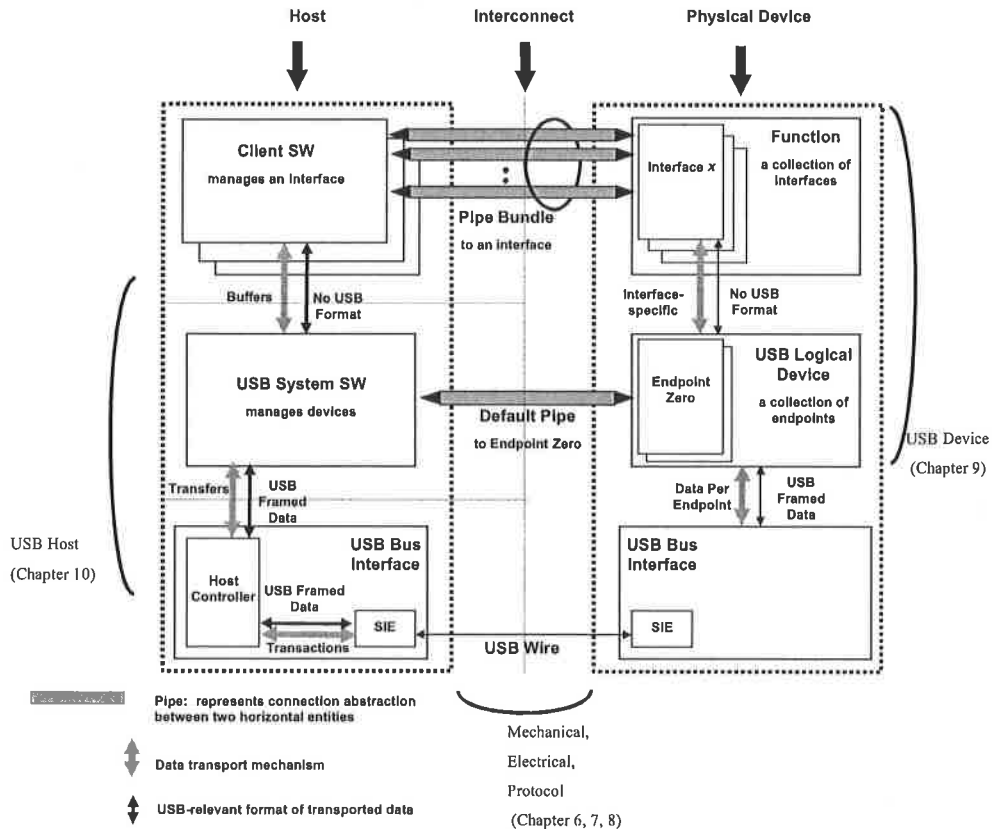 Host
Interconnect
Physical Device
Client SW
manages an interface
Interface x
Function
a collection of
interfaces
Pipe Bundle
to an interface
Buffers
No USB
Format
Interface-
specific
No USB
Format
USB System SW
manages devices
Default Pipe
to Endpoint Zero
Endpoint
Zero
USB Logical
Device
a collection of
endpoints
USB Device
(Chapter 9)
Transfers
USB
Framed
Data
Data Per
Endpoint
USB
Framed
Data
USB Host
(Chapter 10)
USB Bus
Interface
Host
Controller
USB Framed
Data
Transactions
SIE
USB Wire
USB Bus
Interface
SIE
Pipe: represents connection abstraction
between two horizontal entities
Data transport mechanism
USB-relevant format of transported data
Mechanical,
Electrical,
Protocol
(Chapter 6, 7, 8)